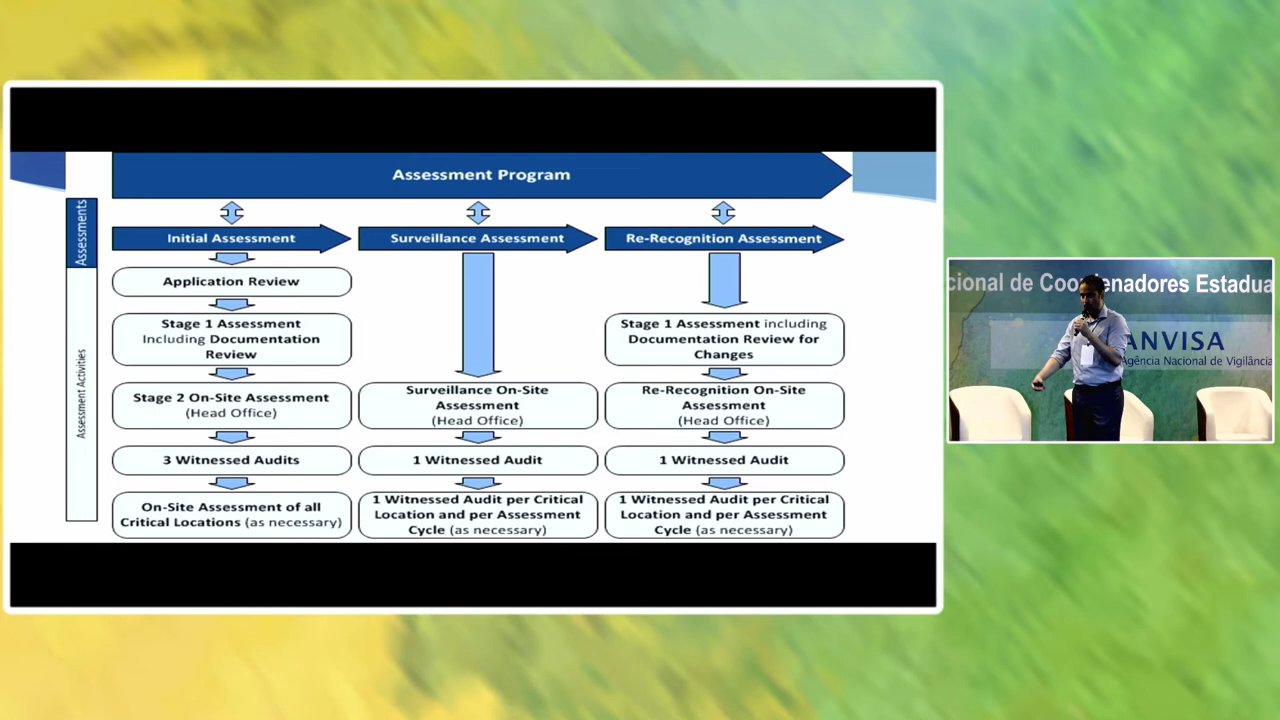 Assessment Program
Assessments
Initial Assessment
Surveillance Assessment
Re-Recognition Assessment
Assessment Activities
Application Review
Stage 1 Assessment
Including Documentation
Review
Stage 2 On-Site Assessment
(Head Office)
3 Witnessed Audits
On-Site Assessment of all
Critical Locations (as necessary)
Surveillance On-Site
Assessment
(Head Office)
1 Witnessed Audit
1 Witnessed Audit per Critical
Location and per Assessment
Cycle (as necessary)
Stage 1 Assessment including
Documentation Review for
Changes
Re-Recognition On-Site
Assessment
(Head Office)
1 Witnessed Audit
1 Witnessed Audit per Critical
Location and per Assessment
Cycle (as necessary)
cional de Coordenadores Estadua
ANVISA
Agência Nacional de Vigilância